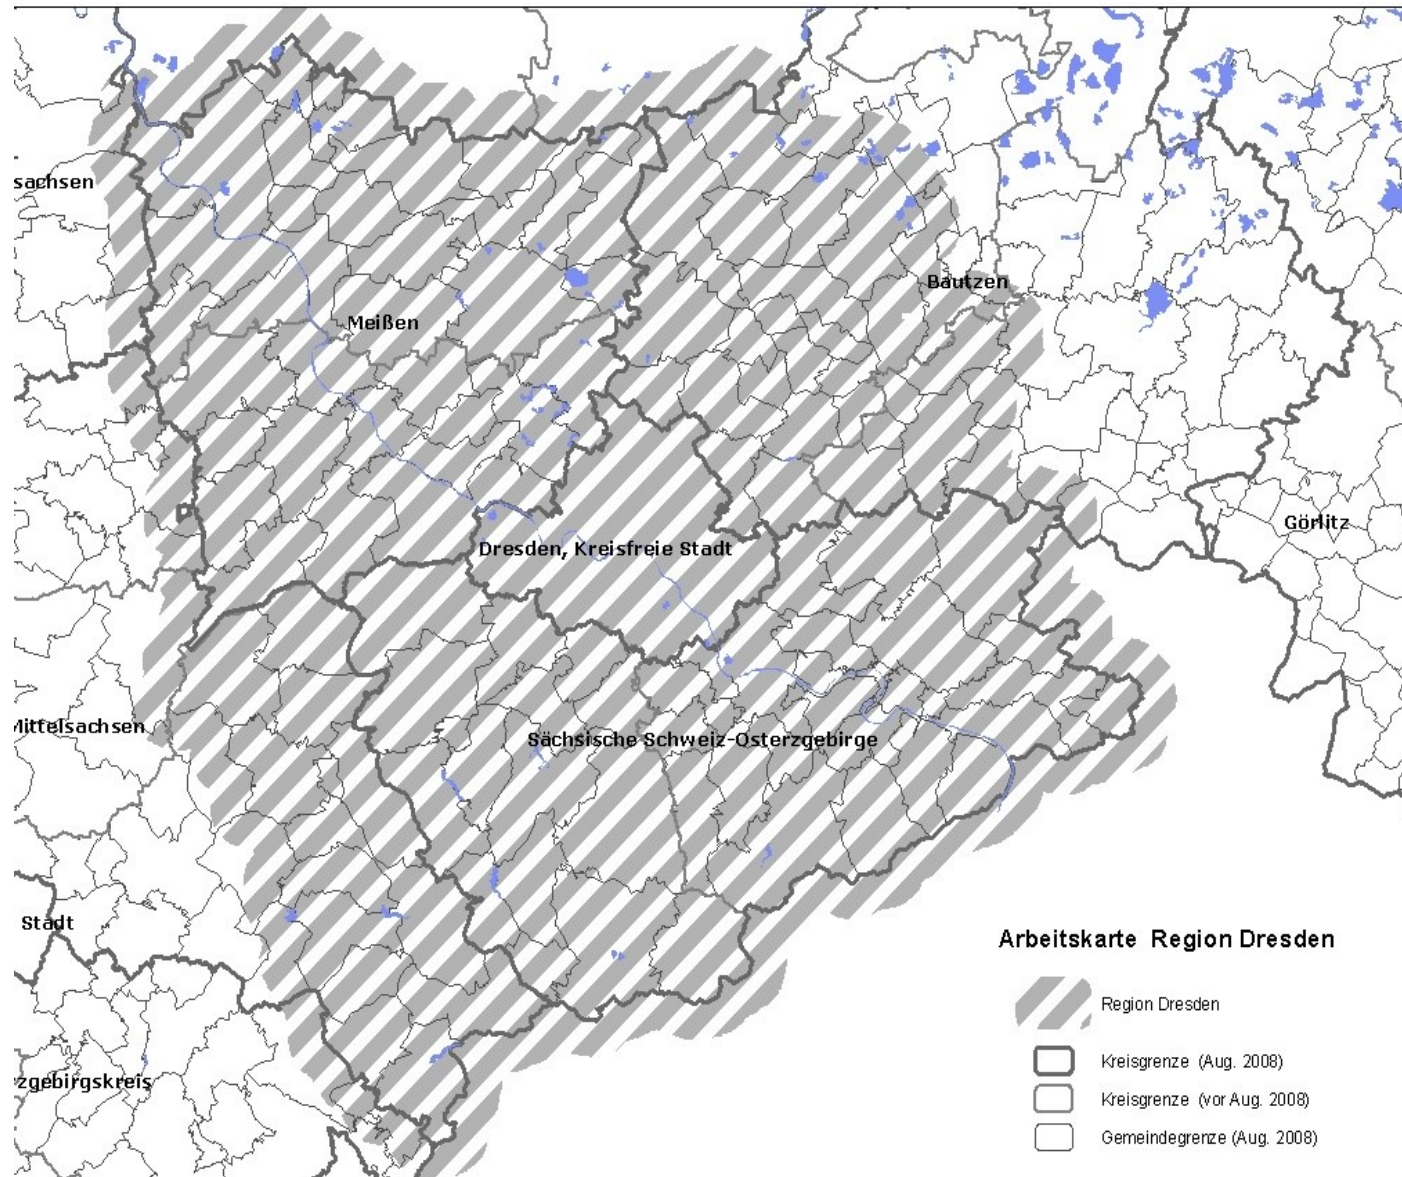 sachsen
Bautzen
Meißen
Görlitz
Dresden, Kreisfreie Stadt
Mittelsachsen
Sächsische Schweiz-Osterzgebirge
Stadt
zgebirgskreis
Arbeitskarte Region Dresden
Region Dresden
Kreisgrenze (Aug. 2008)
Kreisgrenze (vor Aug. 2008)
Gemeindegrenze (Aug. 2008)